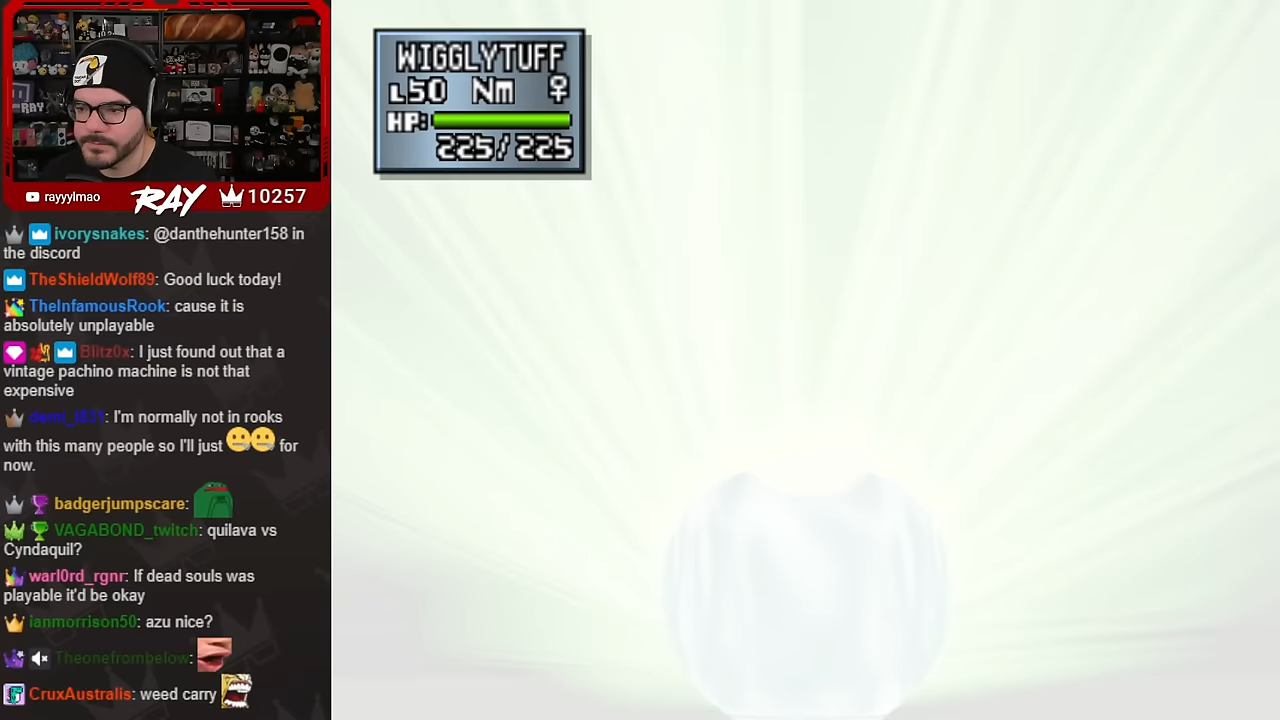 WIGGLYTUFF
L50 Nm ♀
HP:
225/225
rayyylmao RAY 10257
ivorysnakes: @danthehunter158 in
the discord
TheShieldWolf89: Good luck today!
TheInfamousRook: cause it is
absolutely unplayable
Blitz0x: I just found out that a
vintage pachino machine is not that
expensive
demi_t831: I'm normally not in rooks
with this many people so I'll just for
now.
badgerjumpscare:
VAGABOND_twitch: quilava vs
Cyndaquil?
warl0rd_rgnr: If dead souls was
playable it'd be okay
ianmorrison50: azu nice?
Theonefrombelow:
CruxAustralis: weed carry